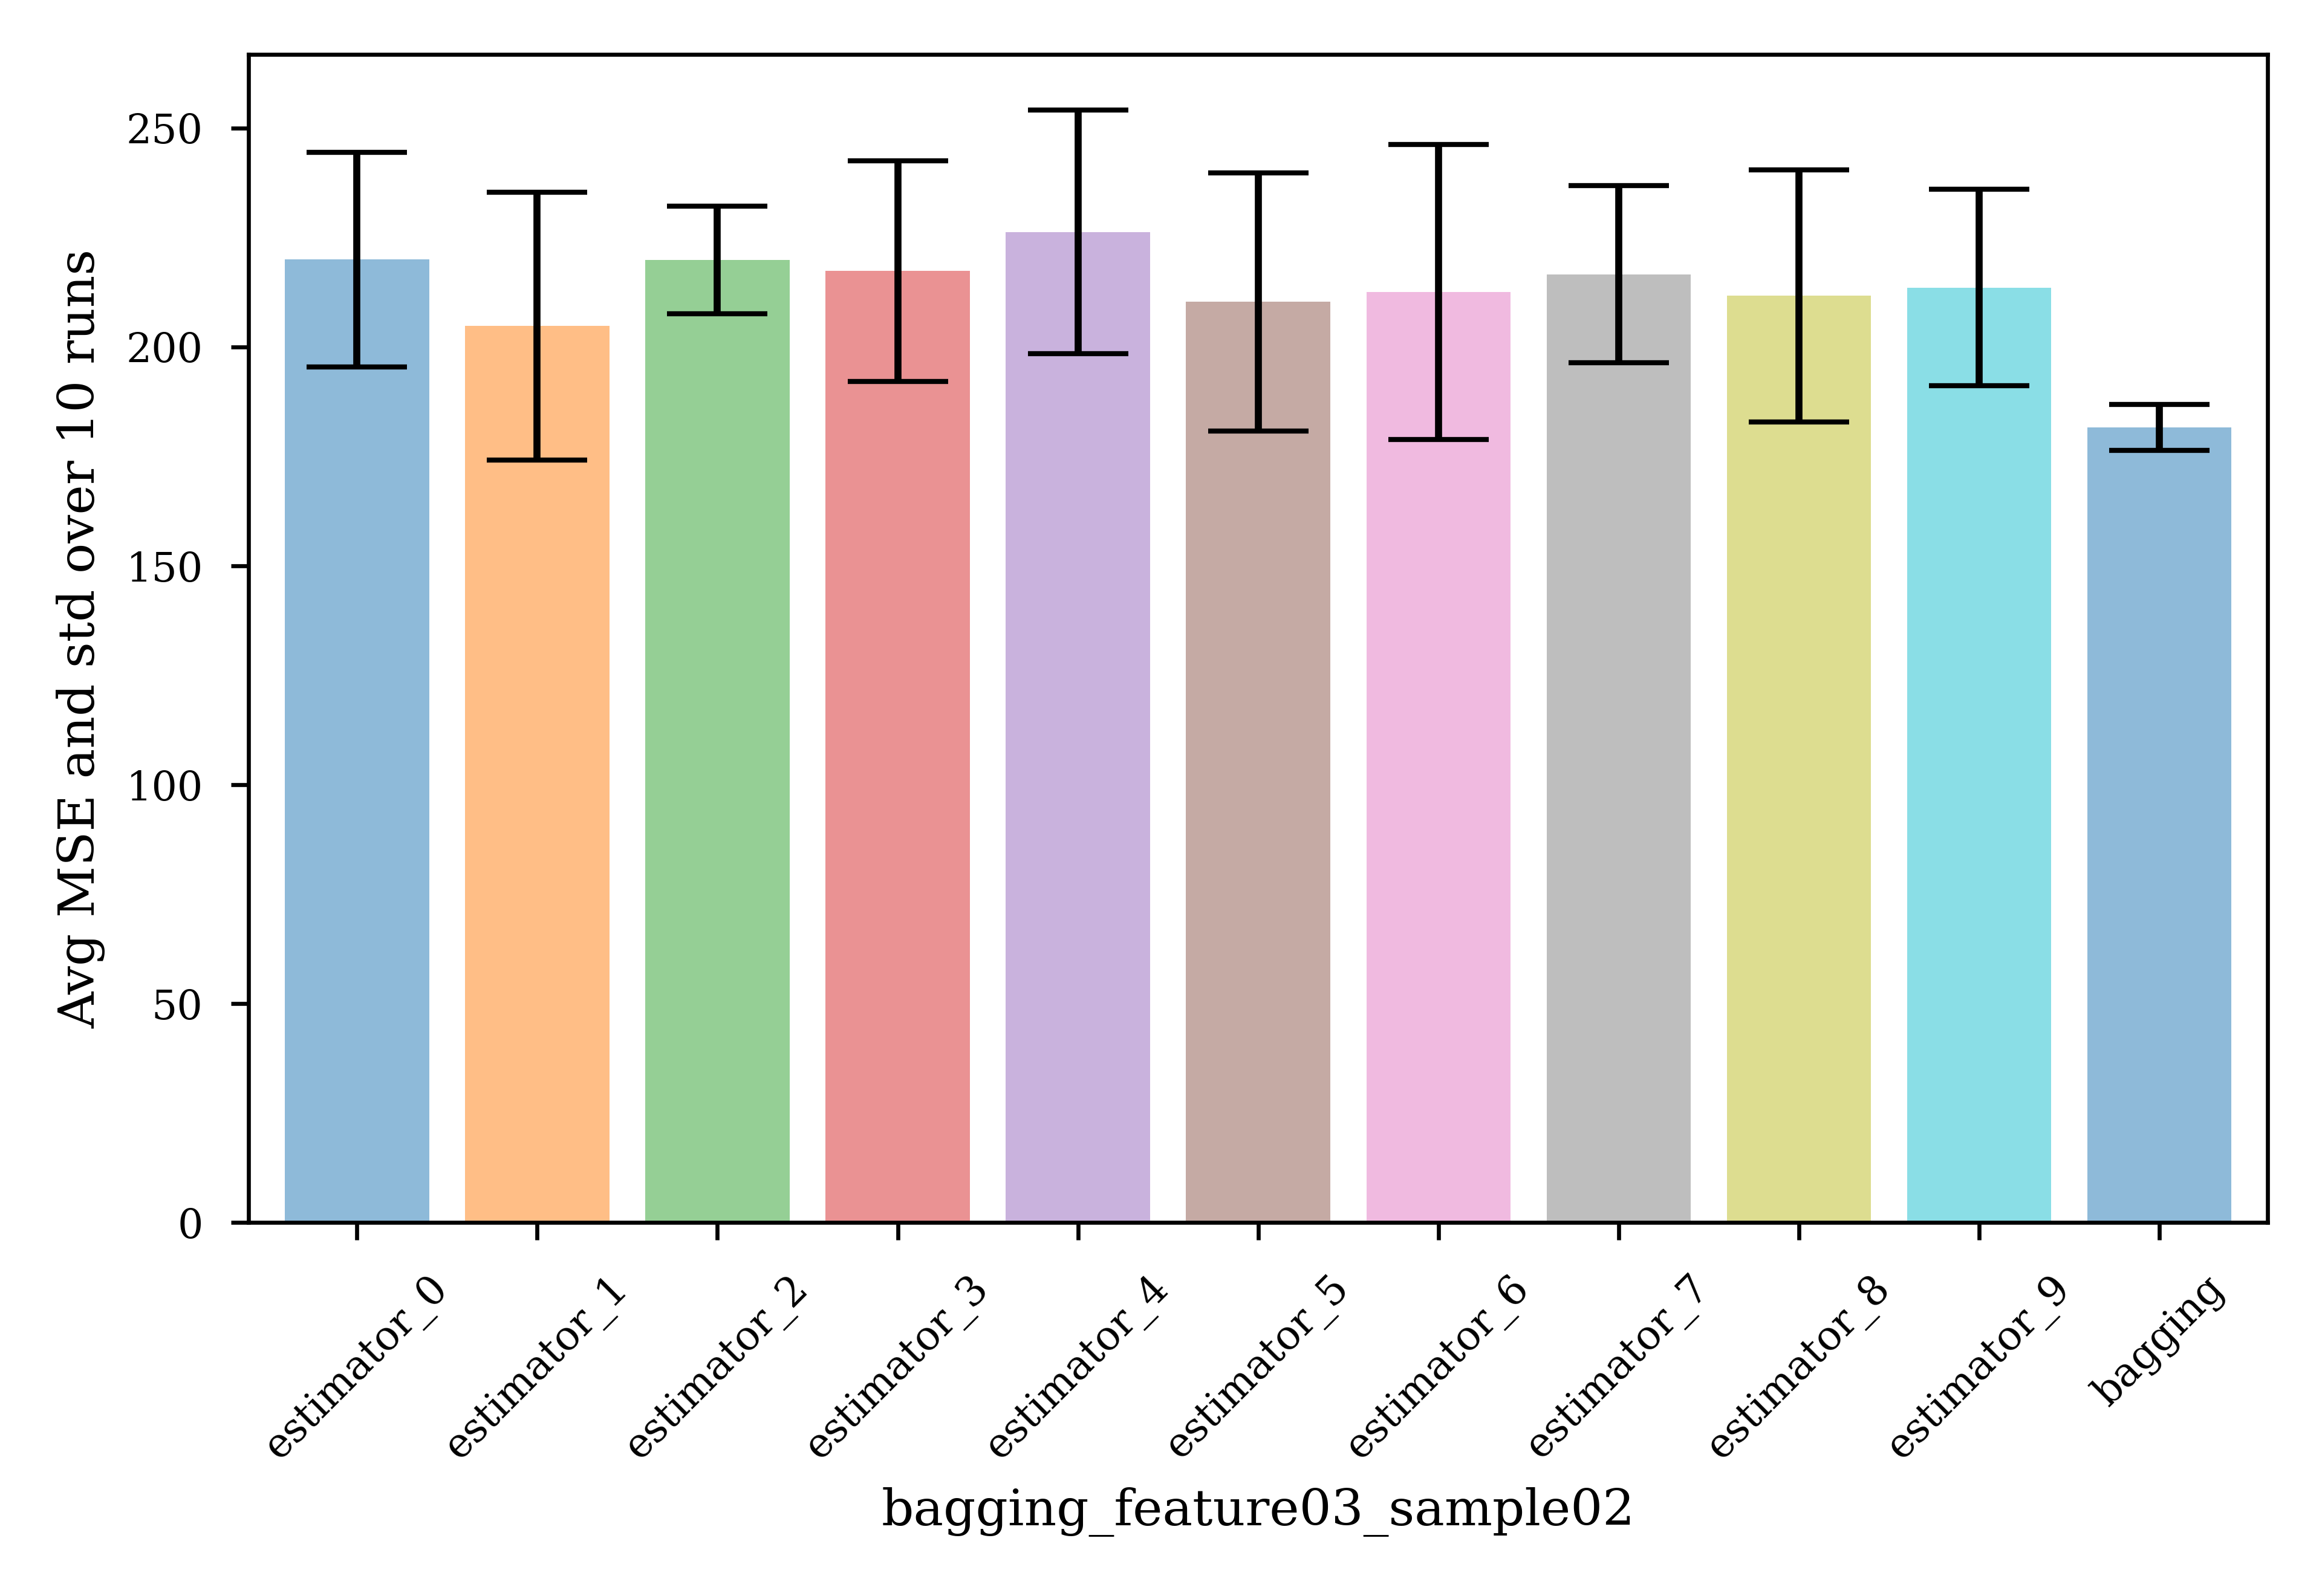 Avg MSE and std over 10 runs
250
200
150
100
50
0
estimator_0
estimator_1
estimator_2
estimator_3
estimator_4
estimator_5
estimator_6
estimator_7
estimator_8
estimator_9
bagging
bagging_feature03_sample02